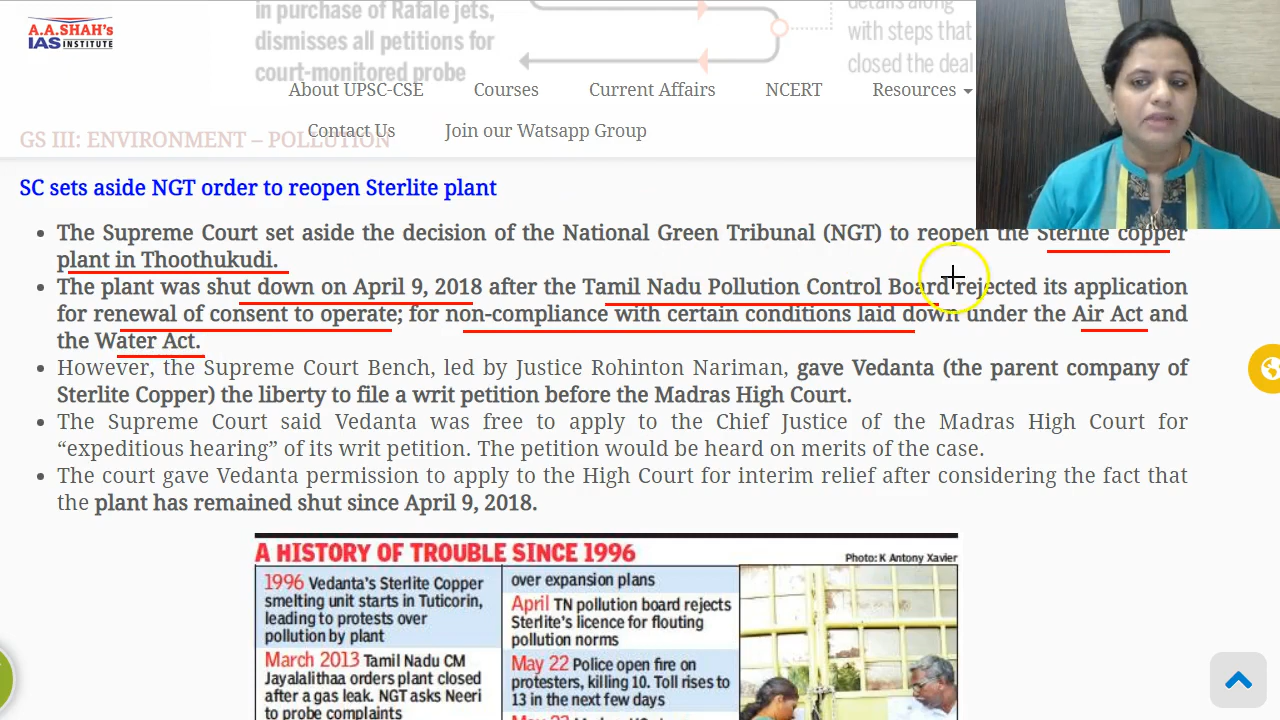 A.A.SHAH's
IAS INSTITUTE
in purchase of Rafale jets,
dismisses all petitions for
court-monitored probe
details along
with steps that
closed the deal
About UPSC-CSE
Courses
Current Affairs
NCERT
Resources
Contact Us
Join our Watsapp Group
GS III: ENVIRONMENT – POLLUTION
SC sets aside NGT order to reopen Sterlite plant
• The Supreme Court set aside the decision of the National Green Tribunal (NGT) to reopen the Sterlite copper
plant in Thoothukudi.
• The plant was shut down on April 9, 2018 after the Tamil Nadu Pollution Control Board rejected its application
for renewal of consent to operate; for non-compliance with certain conditions laid down under the Air Act and
the Water Act.
• However, the Supreme Court Bench, led by Justice Rohinton Nariman, gave Vedanta (the parent company of
Sterlite Copper) the liberty to file a writ petition before the Madras High Court.
• The Supreme Court said Vedanta was free to apply to the Chief Justice of the Madras High Court for
“expeditious hearing” of its writ petition. The petition would be heard on merits of the case.
• The court gave Vedanta permission to apply to the High Court for interim relief after considering the fact that
the plant has remained shut since April 9, 2018.
A HISTORY OF TROUBLE SINCE 1996
Photo: K Antony Xavier
1996 Vedanta's Sterlite Copper
smelting unit starts in Tuticorin,
leading to protests over
pollution by plant
March 2013 Tamil Nadu CM
Jayalalithaa orders plant closed
after a gas leak. NGT asks Neeri
to probe complaints
over expansion plans
April TN pollution board rejects
Sterlite's licence for flouting
pollution norms
May 22 Police open fire on
protesters, killing 10. Toll rises to
13 in the next few days